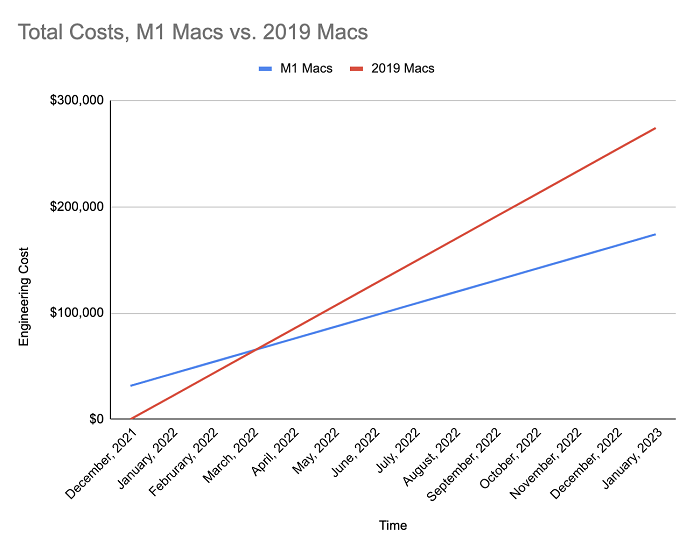 Total Costs, M1 Macs vs. 2019 Macs
M1 Macs 2019 Macs
$300,000
$200,000
$100,000
$0
Engineering Cost
December, 2021
January, 2022
Februrary, 2022
March, 2022
April, 2022
May, 2022
June, 2022
July, 2022
August, 2022
September, 2022
October, 2022
November, 2022
December, 2022
January, 2023
Time